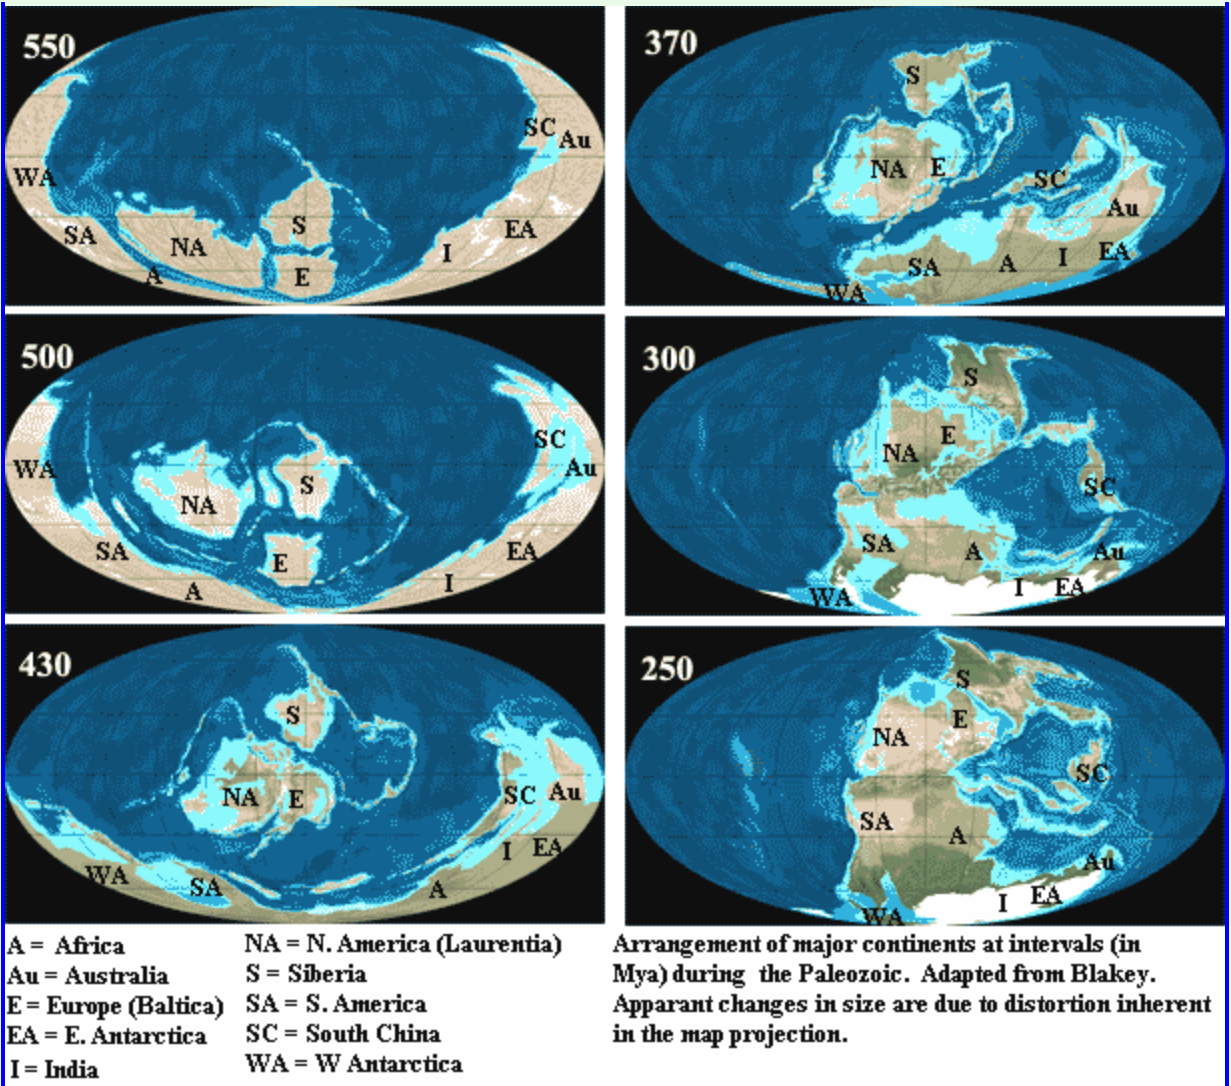 550
SC
Au
WA
S
SA
NA
EA
I
A
E
500
SC
WA
Au
S
NA
SA
E
EA
A
I
430
S
NA
E
SC
Au
I
EA
WA
SA
A
370
S
NA
E
SC
Au
SA
A
I
EA
WA
300
S
E
NA
SC
SA
A
Au
I
EA
WA
250
S
E
NA
SC
SA
A
Au
EA
I
WA
A = Africa
Au = Australia
E = Europe (Baltica)
EA = E. Antarctica
I = India
NA = N. America (Laurentia)
S = Siberia
SA = S. America
SC = South China
WA = W Antarctica
Arrangement of major continents at intervals (in
Mya) during the Paleozoic. Adapted from Blakey.
Apparant changes in size are due to distortion inherent
in the map projection.